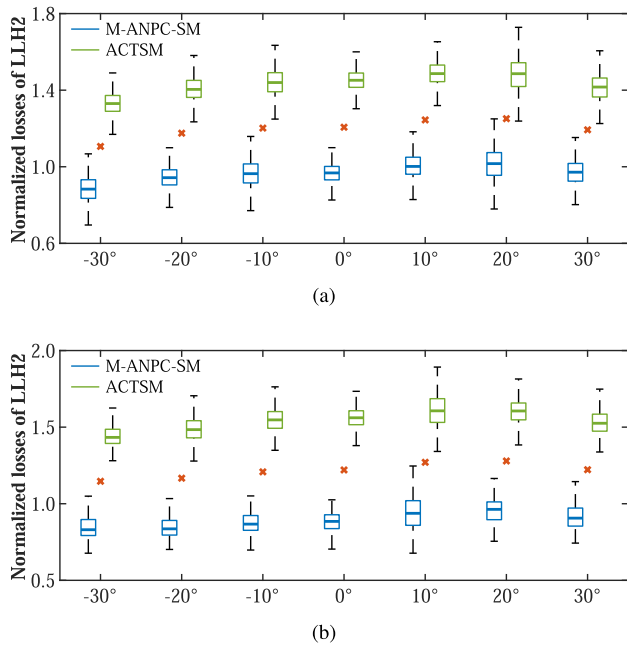 1.8
M-ANPC-SM
ACTSM
1.4
1.0
0.6
Normalized losses of LLH2
-30° -20° -10° 0° 10° 20° 30°
(a)
2.0
M-ANPC-SM
ACTSM
1.5
1.0
0.5
Normalized losses of LLH2
-30° -20° -10° 0° 10° 20° 30°
(b)